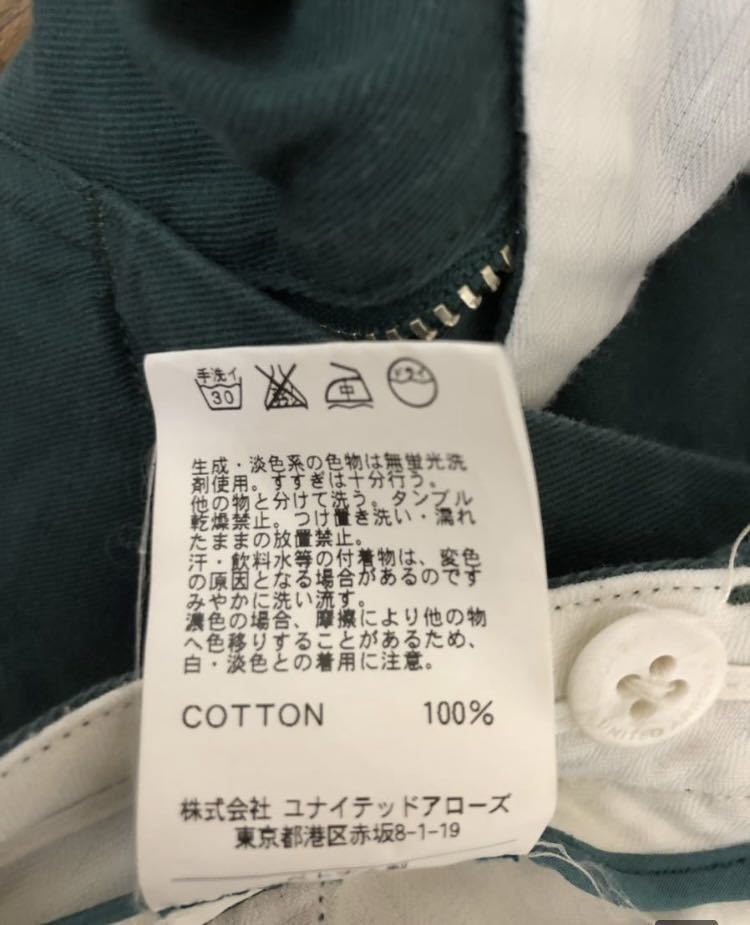 手洗イ 30 中 ドライ
生成・淡色系の色物は無蛍光洗
剤使用。すすぎは十分行う。
他の物と分けて洗う。タンブル
乾燥禁止。つけ置き洗い・濡れ
たままの放置禁止。
汗・飲料水等の付着物は、変色
の原因となる場合があるのです
みやかに洗い流す。
濃色の場合、摩擦により他の物
へ色移りすることがあるため、
白・淡色との着用に注意。
COTTON 100%
株式会社 ユナイテッドアローズ
東京都港区赤坂8-1-19
UNITED ARROWS